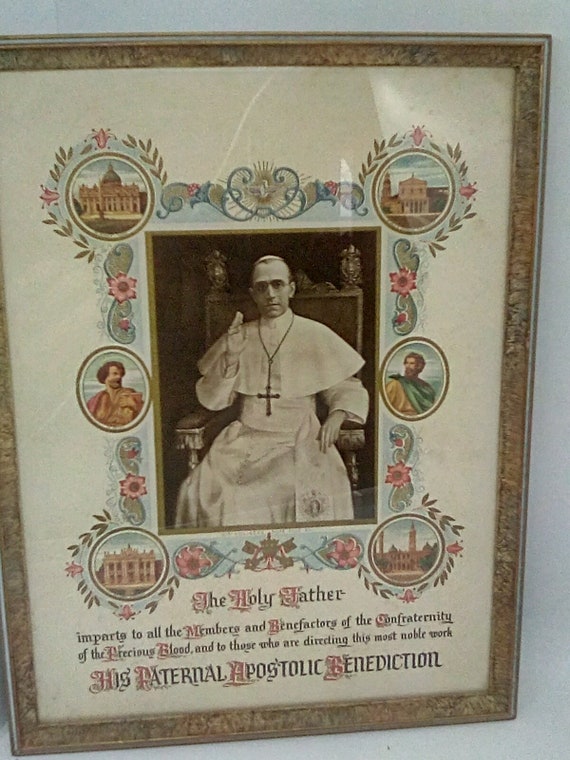 The Holy Father
imparts to all the Members and Benefactors of the Confraternity
of the Precious Blood, and to those who are directing this most noble work
His Paternal Apostolic Benediction